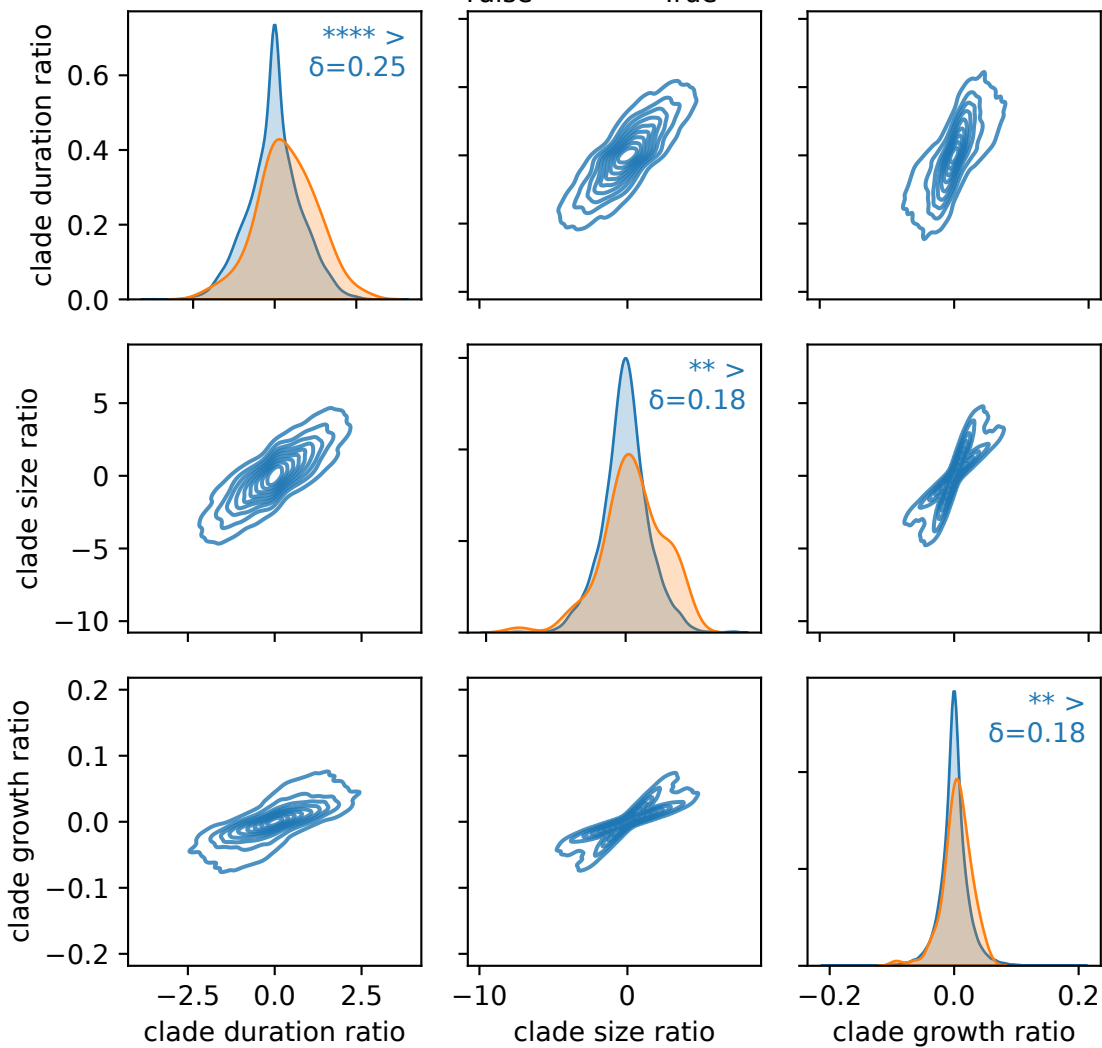 False True
clade duration ratio
0.6
0.4
0.2
0.0
**** >
δ=0.25
clade size ratio
5
0
−5
−10
** >
δ=0.18
clade growth ratio
0.2
0.1
0.0
−0.1
−0.2
** >
δ=0.18
−2.5 0.0 2.5
−10 0
−0.2 0.0 0.2
clade duration ratio
clade size ratio
clade growth ratio